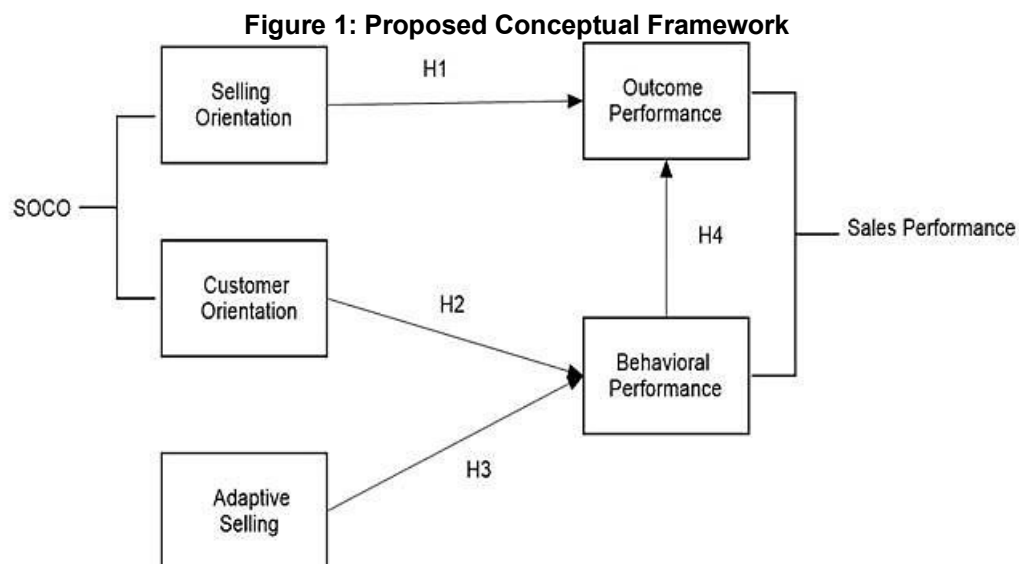 Figure 1: Proposed Conceptual Framework
Selling
Orientation
H1
Outcome
Performance
SOCO
H4
Sales Performance
Customer
Orientation
H2
Behavioral
Performance
H3
Adaptive
Selling